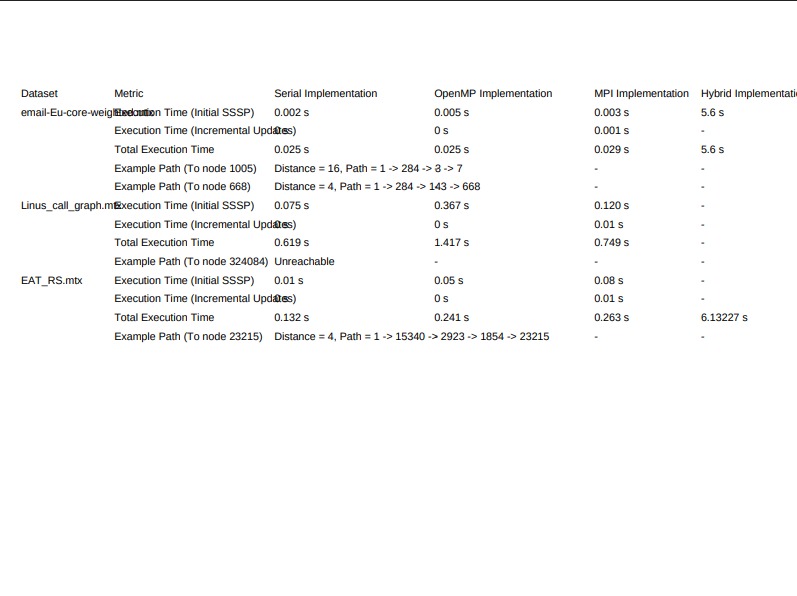 Dataset Metric Serial Implementation OpenMP Implementation MPI Implementation Hybrid Implementati
email-Eu-core-weighted.mtx Execution Time (Initial SSSP) 0.002 s 0.005 s 0.003 s 5.6 s
Execution Time (Incremental Updates) 0 s 0 s 0.001 s -
Total Execution Time 0.025 s 0.025 s 0.029 s 5.6 s
Example Path (To node 1005) Distance = 16, Path = 1 -> 284 -> 3 -> 7 - - -
Example Path (To node 668) Distance = 4, Path = 1 -> 284 -> 143 -> 668 - - -
Linus_call_graph.mtx Execution Time (Initial SSSP) 0.075 s 0.367 s 0.120 s -
Execution Time (Incremental Updates) 0 s 0 s 0.01 s -
Total Execution Time 0.619 s 1.417 s 0.749 s -
Example Path (To node 324084) Unreachable - - -
EAT_RS.mtx Execution Time (Initial SSSP) 0.01 s 0.05 s 0.08 s -
Execution Time (Incremental Updates) 0 s 0 s 0.01 s -
Total Execution Time 0.132 s 0.241 s 0.263 s 6.13227 s
Example Path (To node 23215) Distance = 4, Path = 1 -> 15340 -> 2923 -> 1854 -> 23215 - - -